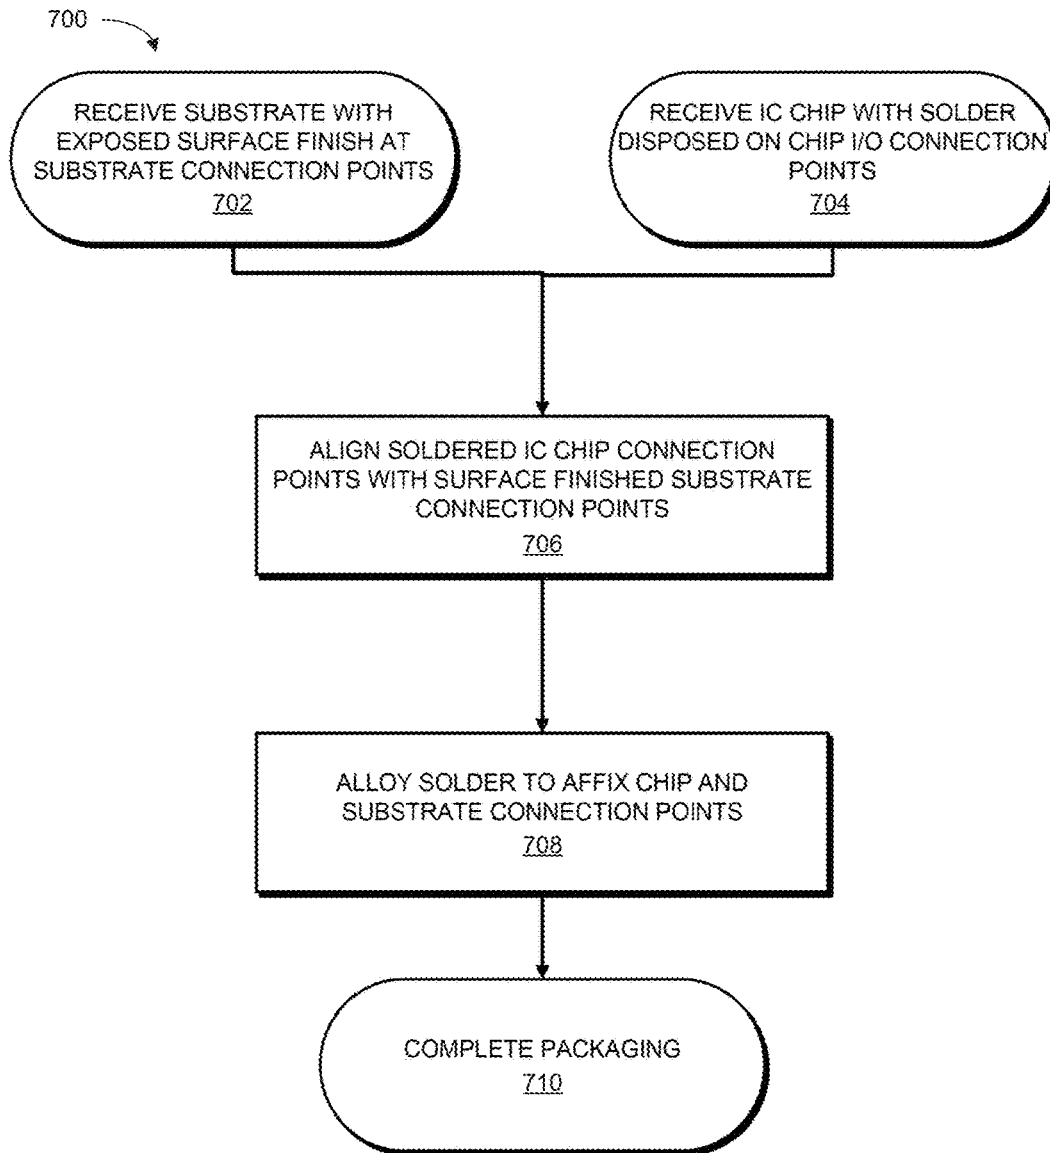 700
RECEIVE SUBSTRATE WITH
EXPOSED SURFACE FINISH AT
SUBSTRATE CONNECTION POINTS
702
RECEIVE IC CHIP WITH SOLDER
DISPOSED ON CHIP I/O CONNECTION
POINTS
704
ALIGN SOLDERED IC CHIP CONNECTION
POINTS WITH SURFACE FINISHED SUBSTRATE
CONNECTION POINTS
706
ALLOY SOLDER TO AFFIX CHIP AND
SUBSTRATE CONNECTION POINTS
708
COMPLETE PACKAGING
710